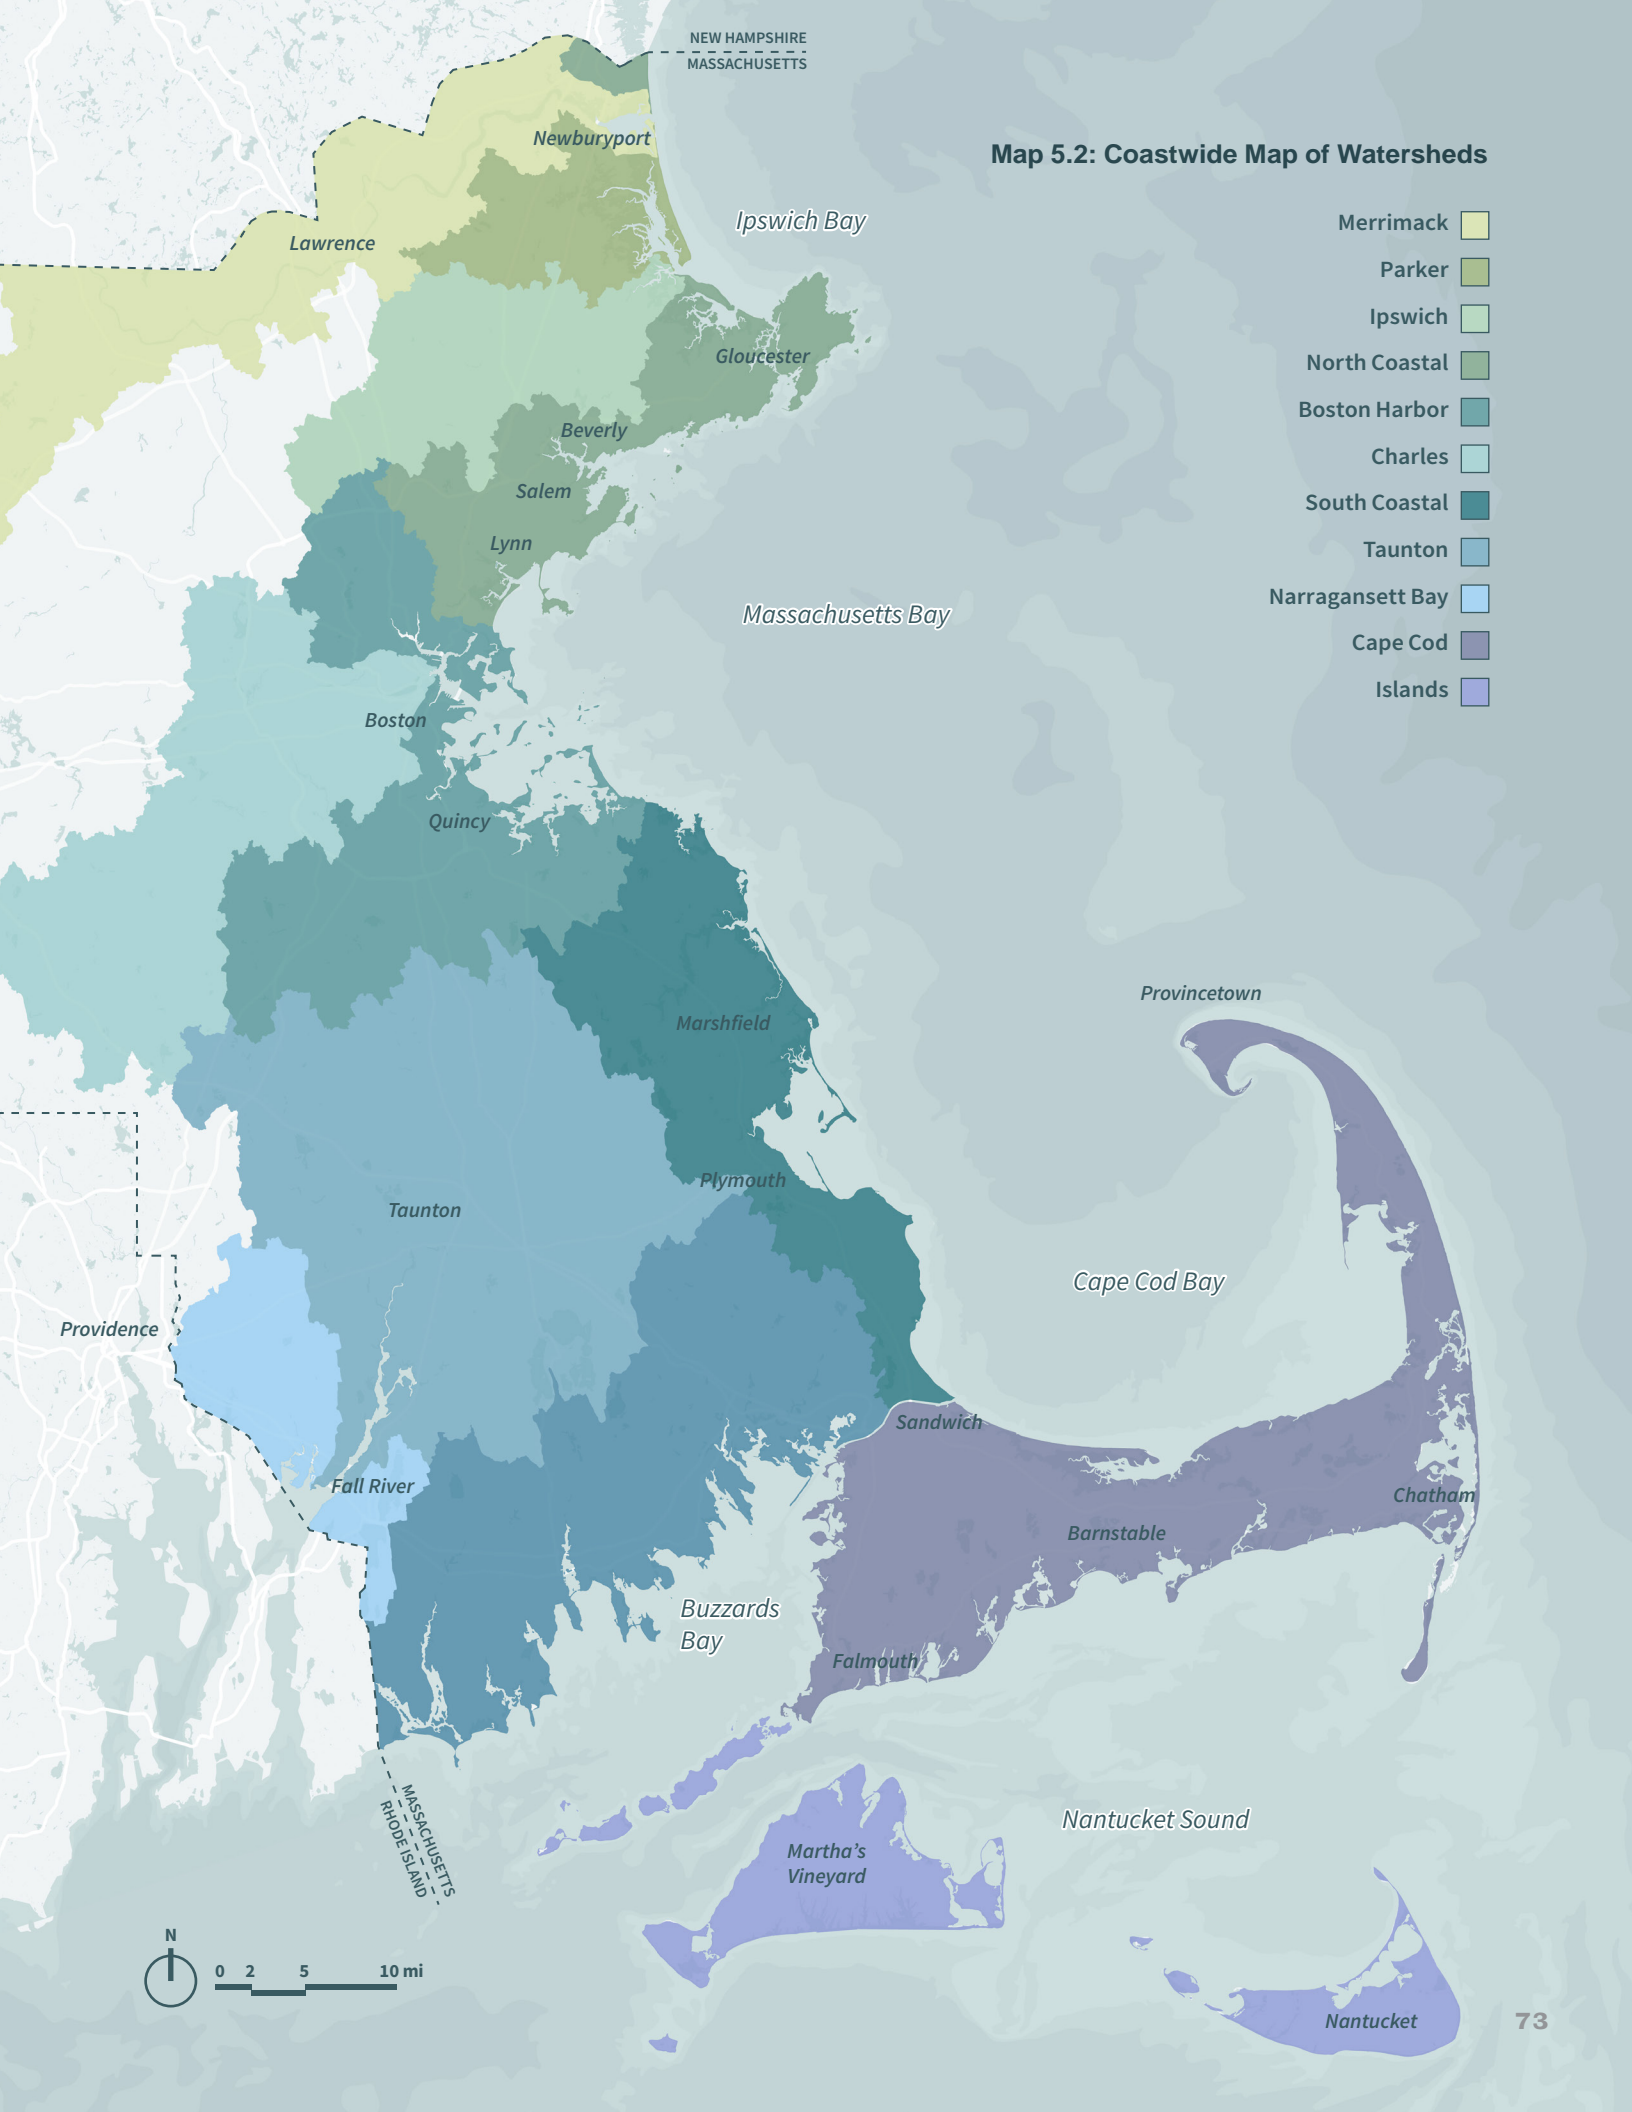 NEW HAMPSHIRE
MASSACHUSETTS
Map 5.2: Coastwide Map of Watersheds
Merrimack
Parker
Ipswich
North Coastal
Boston Harbor
Charles
South Coastal
Taunton
Narragansett Bay
Cape Cod
Islands
Newburyport
Ipswich Bay
Lawrence
Gloucester
Beverly
Salem
Lynn
Massachusetts Bay
Boston
Quincy
Provincetown
Marshfield
Plymouth
Taunton
Cape Cod Bay
Providence
Sandwich
Fall River
Chatham
Barnstable
Buzzards
Bay
Falmouth
MASSACHUSETTS
RHODE ISLAND
Nantucket Sound
Martha’s
Vineyard
N
0 2 5 10 mi
Nantucket
73